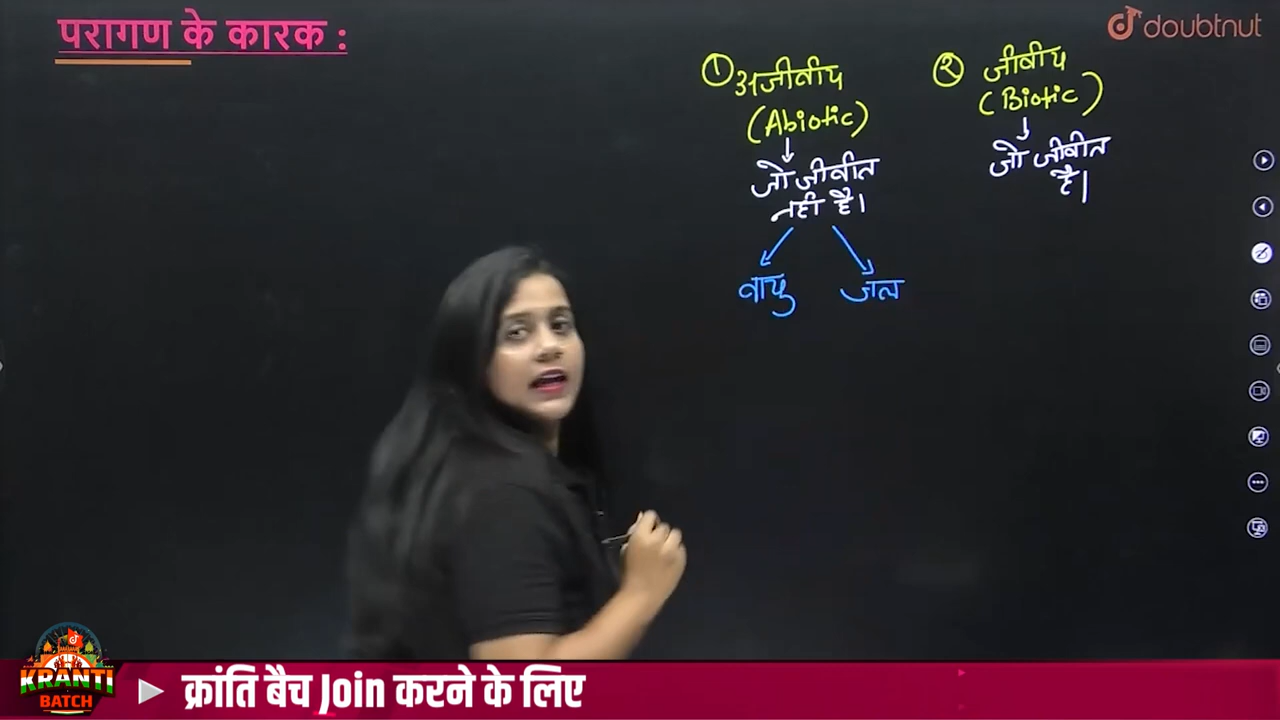 परागण के कारक :
doubtnut
① अजीवीय
(Abiotic)
जो जीवीत
नही है।
वायु
जल
② जीवीय
(Biotic)
जो जीवीत
है।
KRANTI
BATCH
क्रांति बैच Join करने के लिए